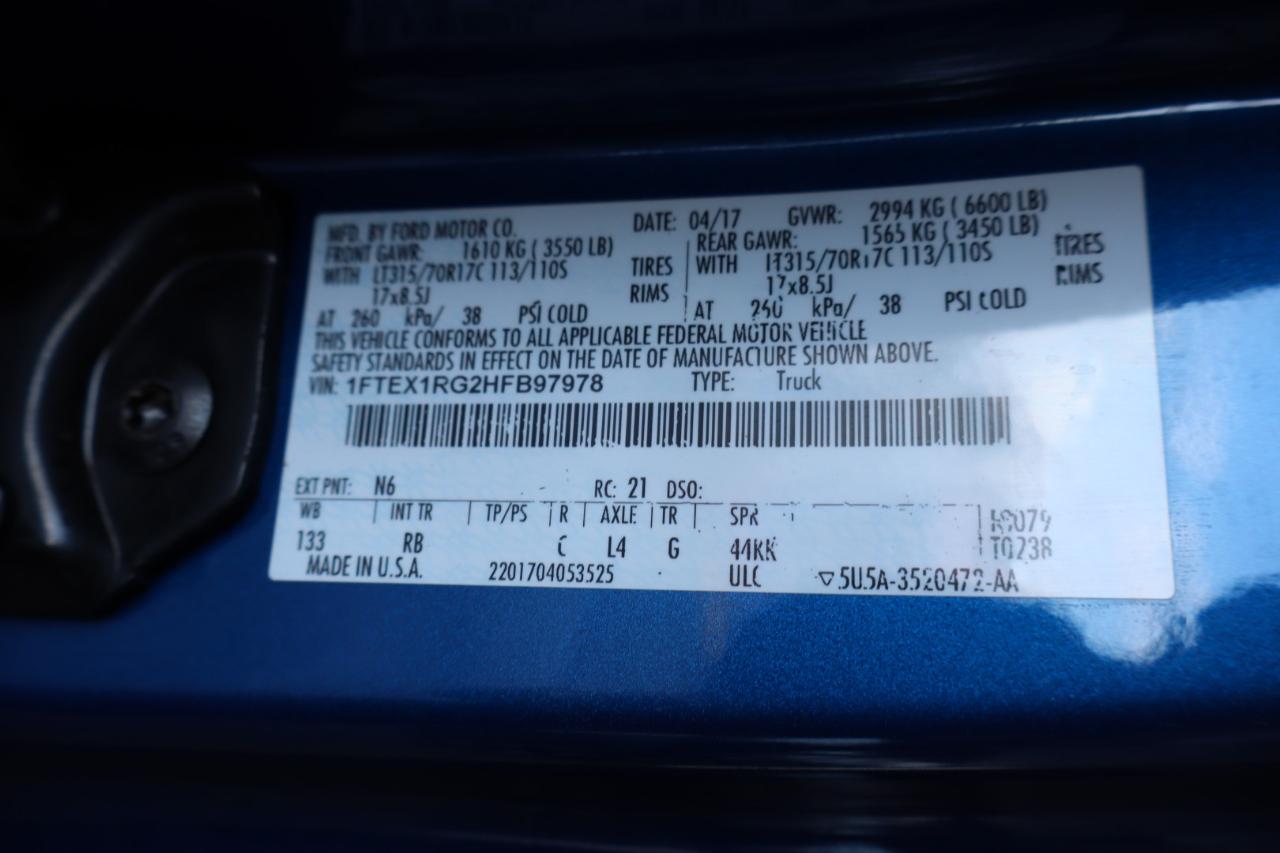 MFD. BY FORD MOTOR CO. DATE: 04/17 GVWR: 2994 KG ( 6600 LB)
FRONT GAWR: 1610 KG ( 3550 LB) REAR GAWR: 1565 KG ( 3450 LB)
WITH LT315/70R17C 113/110S TIRES WITH LT315/70R17C 113/110S TIRES
17x8.5J RIMS 17x8.5J RIMS
AT 260 kPa/ 38 PSI COLD AT 260 kPa/ 38 PSI COLD
THIS VEHICLE CONFORMS TO ALL APPLICABLE FEDERAL MOTOR VEHICLE
SAFETY STANDARDS IN EFFECT ON THE DATE OF MANUFACTURE SHOWN ABOVE.
VIN: 1FTEX1RG2HFB97978 TYPE: Truck
EXT PNT: N6 RC: 21 DSO:
WB INT TR TP/PS R AXLE TR SPR
133 RB C L4 G 44KK T0238
MADE IN U.S.A. 2201704053525 ULC ▽5U5A-3520472-AA